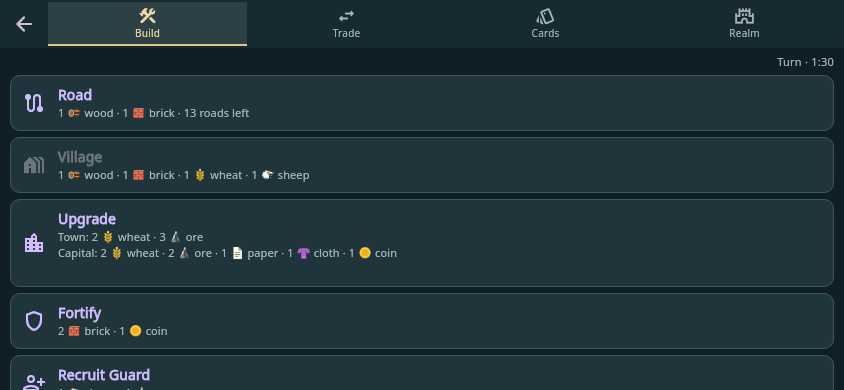 Build
Trade
Cards
Realm
Turn · 1:30
Road
1 wood · 1 brick · 13 roads left
Village
1 wood · 1 brick · 1 wheat · 1 sheep
Upgrade
Town: 2 wheat · 3 ore
Capital: 2 wheat · 2 ore · 1 paper · 1 cloth · 1 coin
Fortify
2 brick · 1 coin
Recruit Guard